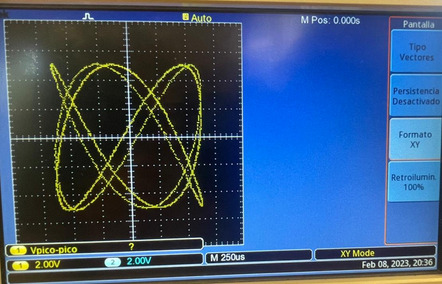 Auto
M Pos: 0.000s
Pantalla
Tipo
Vectores
Persistencia
Desactivado
Formato
XY
Retroilumin.
100%
1 Vpico-pico ?
1 2.00V 2 2.00V
M 250us
XY Mode
Feb 08, 2023, 20:36